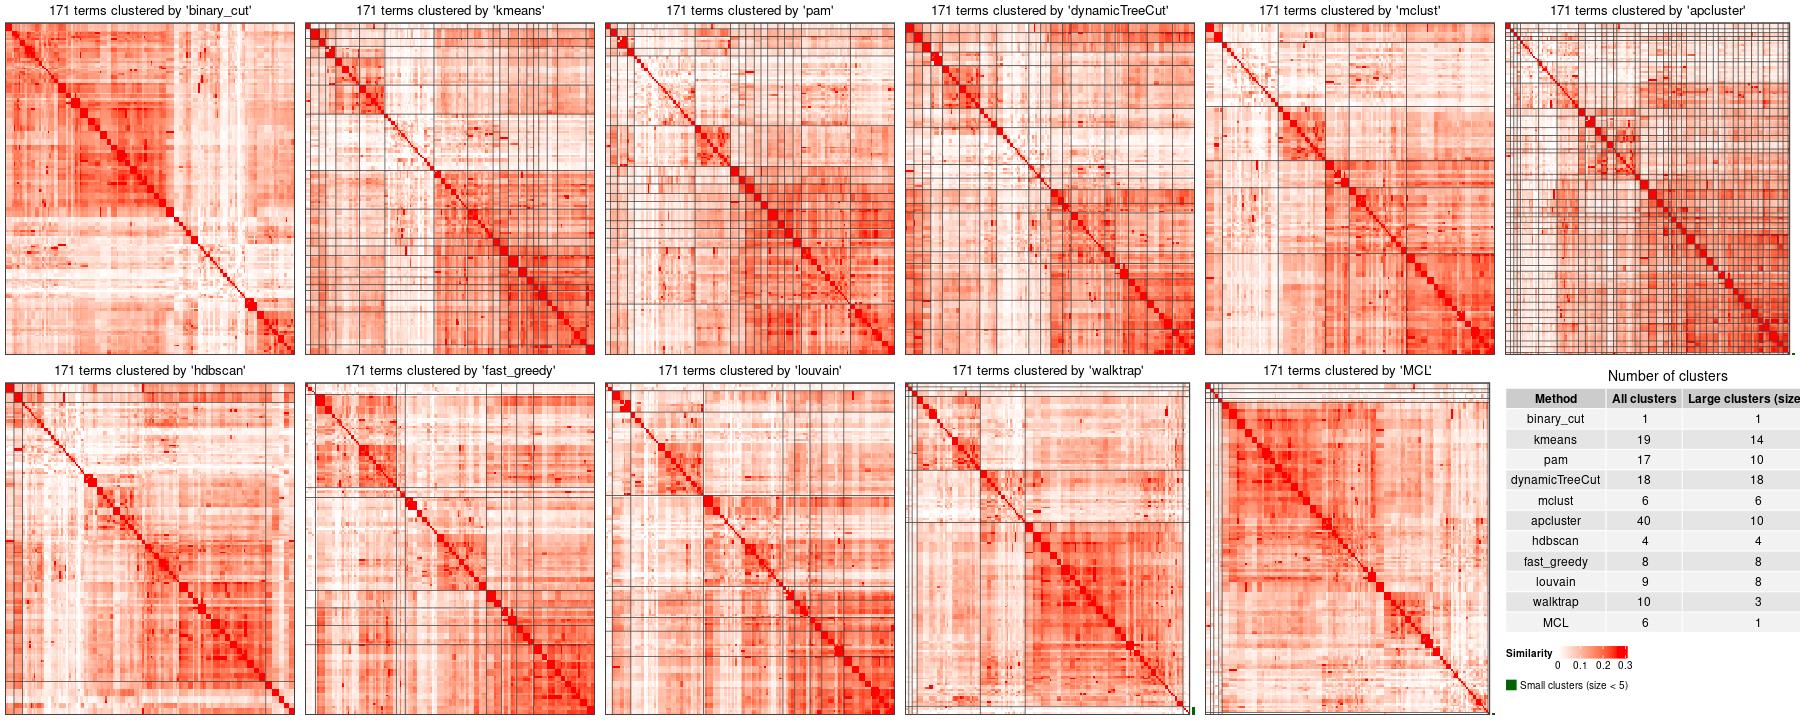 171 terms clustered by 'binary_cut'
171 terms clustered by 'kmeans'
171 terms clustered by 'pam'
171 terms clustered by 'dynamicTreeCut'
171 terms clustered by 'mclust'
171 terms clustered by 'apcluster'
171 terms clustered by 'hdbscan'
171 terms clustered by 'fast_greedy'
171 terms clustered by 'louvain'
171 terms clustered by 'walktrap'
171 terms clustered by 'MCL'
Number of clusters
Method All clusters Large clusters (size
binary_cut 1 1
kmeans 19 14
pam 17 10
dynamicTreeCut 18 18
mclust 6 6
apcluster 40 10
hdbscan 4 4
fast_greedy 8 8
louvain 9 8
walktrap 10 3
MCL 6 1
Similarity
0 0.1 0.2 0.3
Small clusters (size < 5)